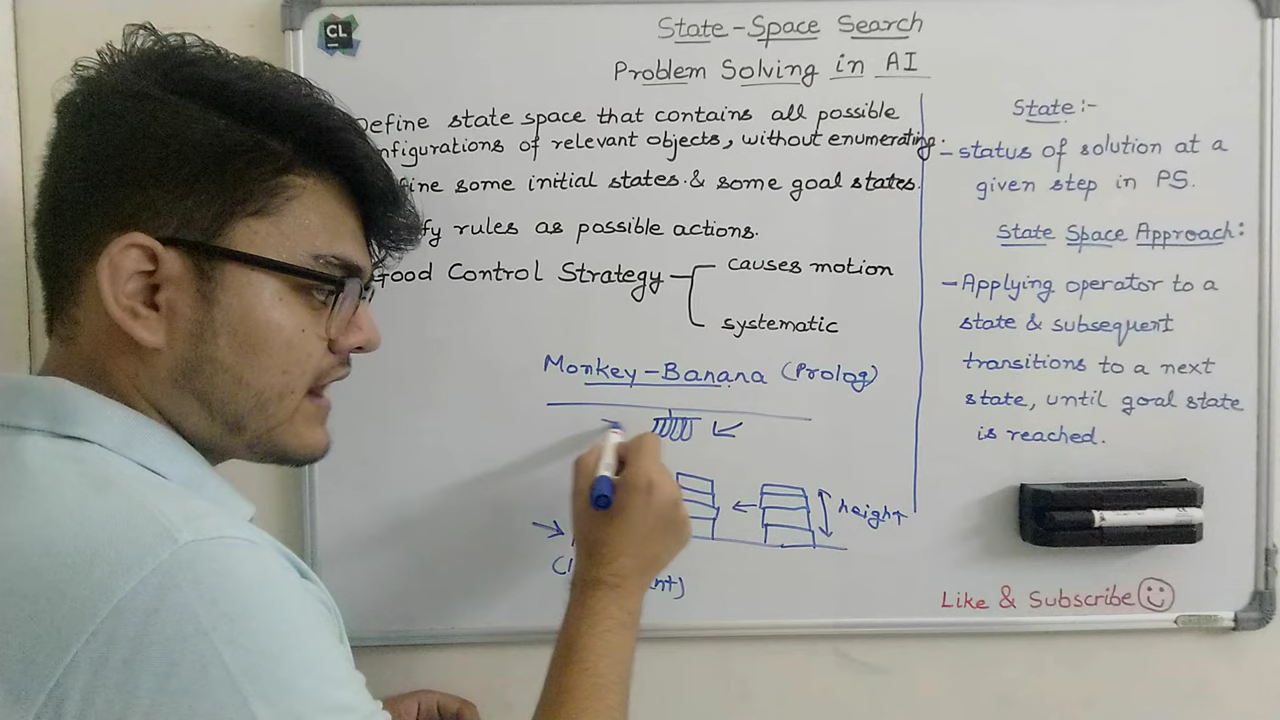 CL
State-Space Search
Problem Solving in AI
Define state space that contains all possible
nfigurations of relevant objects, without enumerating.
fine some initial states & some goal states.
fy rules as possible actions.
Good Control Strategy
causes motion
systematic
Monkey-Banana (Prolog)
height
State:-
- status of solution at a
given step in PS.
State Space Approach:
- Applying operator to a
state & subsequent
transitions to a next
state, until goal state
is reached.
Like & Subscribe